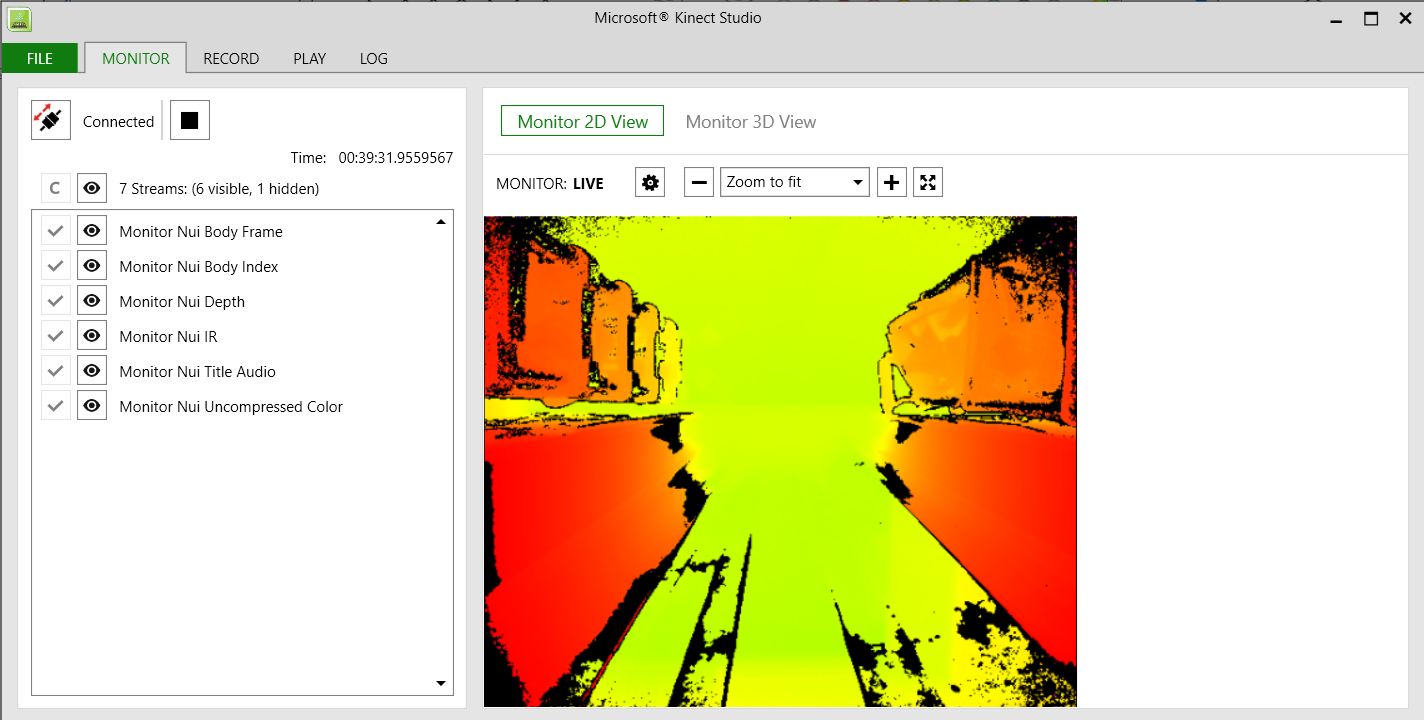 Microsoft® Kinect Studio
FILE MONITOR RECORD PLAY LOG
Connected
Time: 00:39:31.9559567
C 7 Streams: (6 visible, 1 hidden)
Monitor Nui Body Frame
Monitor Nui Body Index
Monitor Nui Depth
Monitor Nui IR
Monitor Nui Title Audio
Monitor Nui Uncompressed Color
Monitor 2D View Monitor 3D View
MONITOR: LIVE Zoom to fit